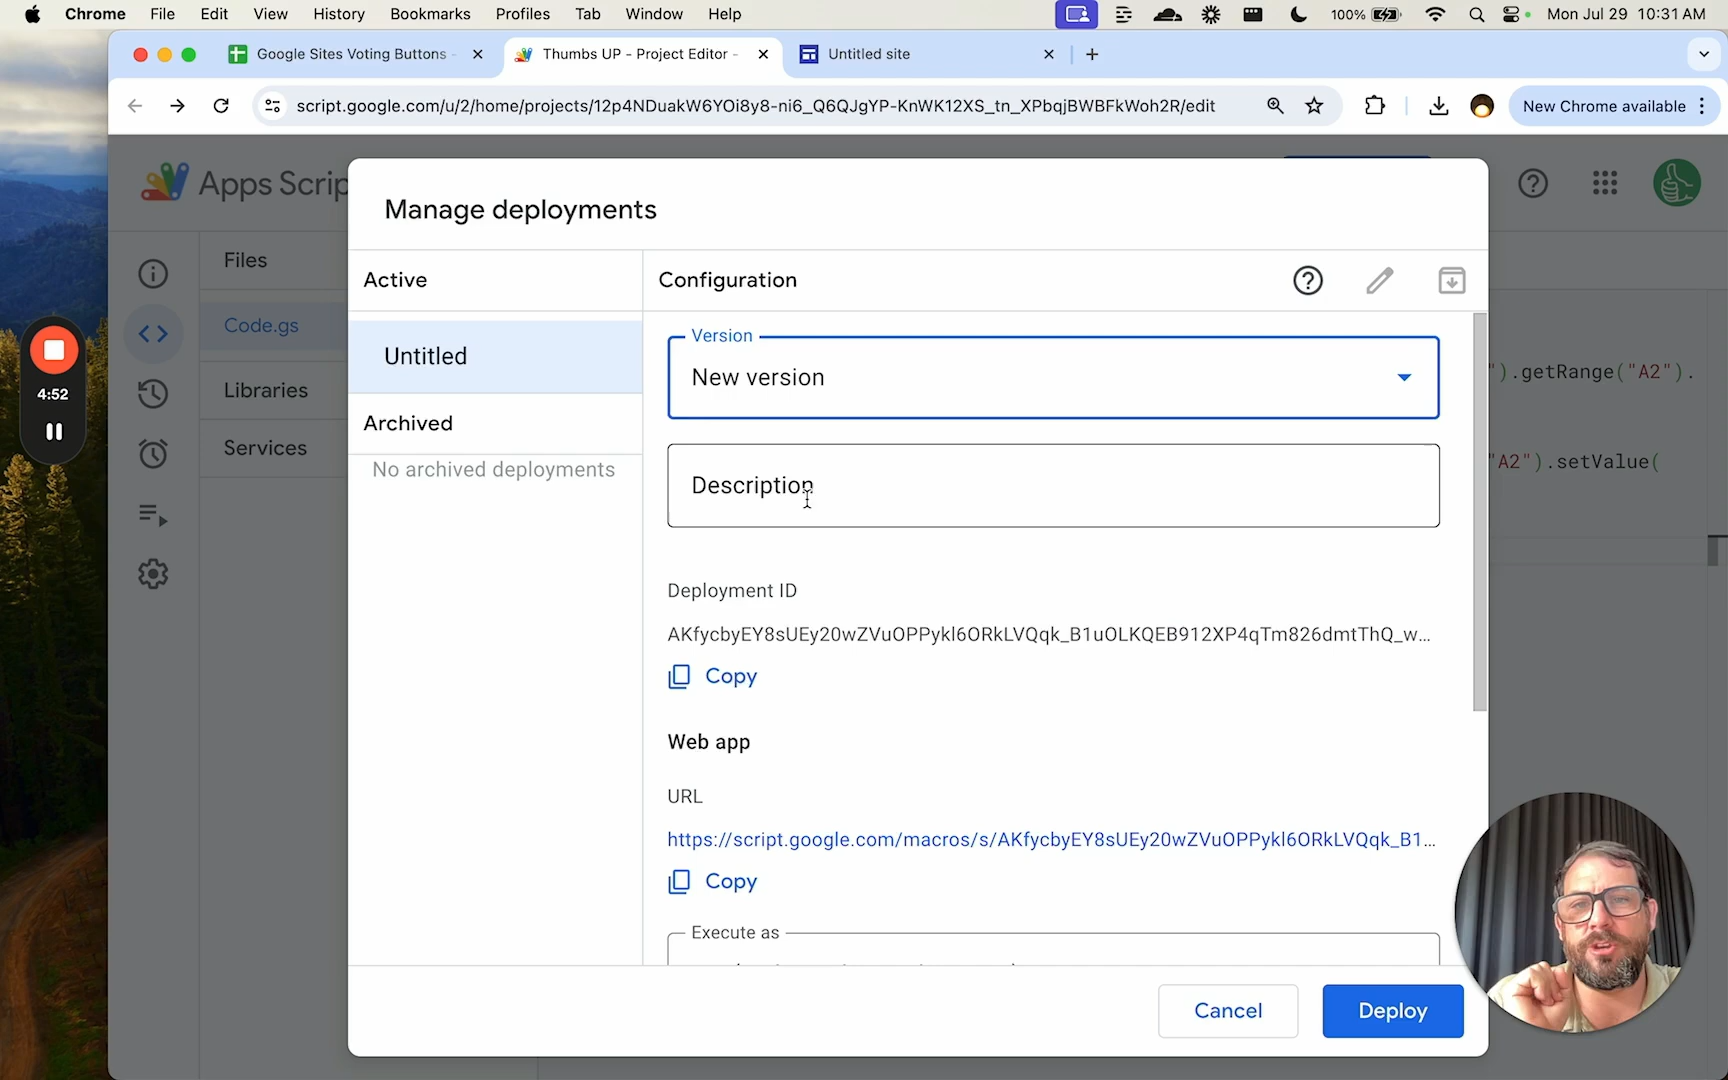 Chrome File Edit View History Bookmarks Profiles Tab Window Help 100% Mon Jul 29 10:31 AM
Google Sites Voting Buttons - Thumbs UP - Project Editor - Untitled site
script.google.com/u/2/home/projects/12p4NDuakW6YOi8y8-ni6_Q6QJgYP-KnWK12XS_tn_XPbqjBWBFkWoh2R/edit New Chrome available
Apps Scrip
Manage deployments
Files
Active
Configuration
Code.gs
Version
Untitled
New version
").getRange("A2").
4:52
Libraries
Archived
Services
No archived deployments
"A2").setValue(
Description
Deployment ID
AKfycbyEY8sUEy20wZVuOPPykl6ORkLVQqk_B1uOLKQEB912XP4qTm826dmtThQ_w...
Copy
Web app
URL
https://script.google.com/macros/s/AKfycbyEY8sUEy20wZVuOPPykl6ORkLVQqk_B1...
Copy
Execute as
Cancel Deploy